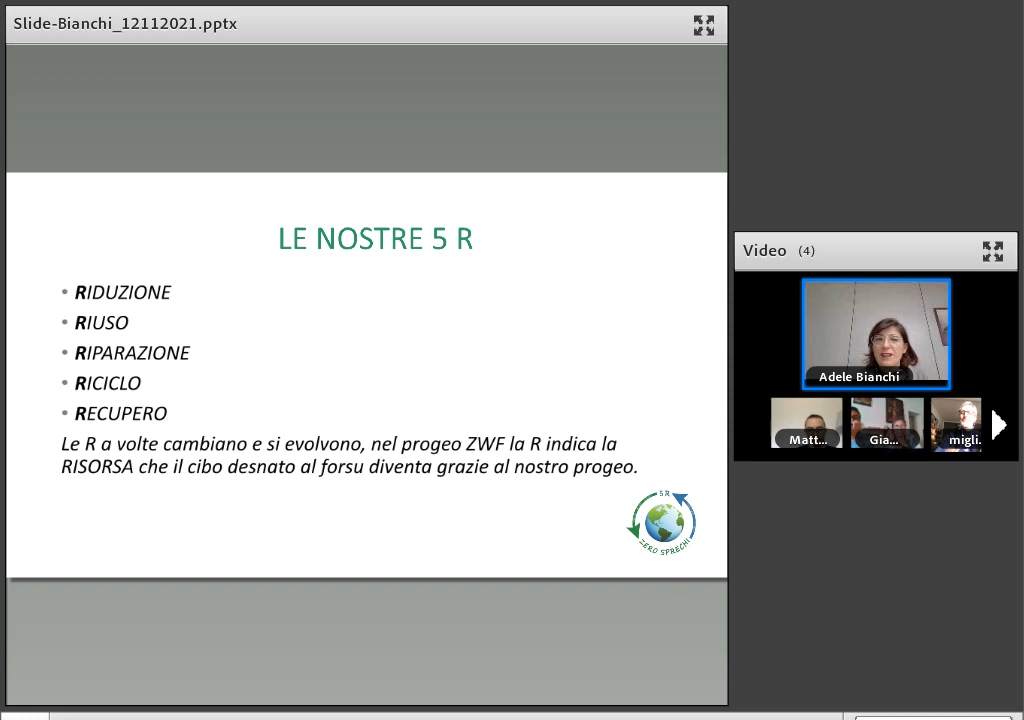 Slide-Bianchi_12112021.pptx
LE NOSTRE 5 R
• RIDUZIONE
• RIUSO
• RIPARAZIONE
• RICICLO
• RECUPERO
Le R a volte cambiano e si evolvono, nel progeo ZWF la R indica la
RISORSA che il cibo desnato al forsu diventa grazie al nostro progeo.
5 R
ZERO SPRECHI
Video (4)
Adele Bianchi
Matt...
Gia...
migli.